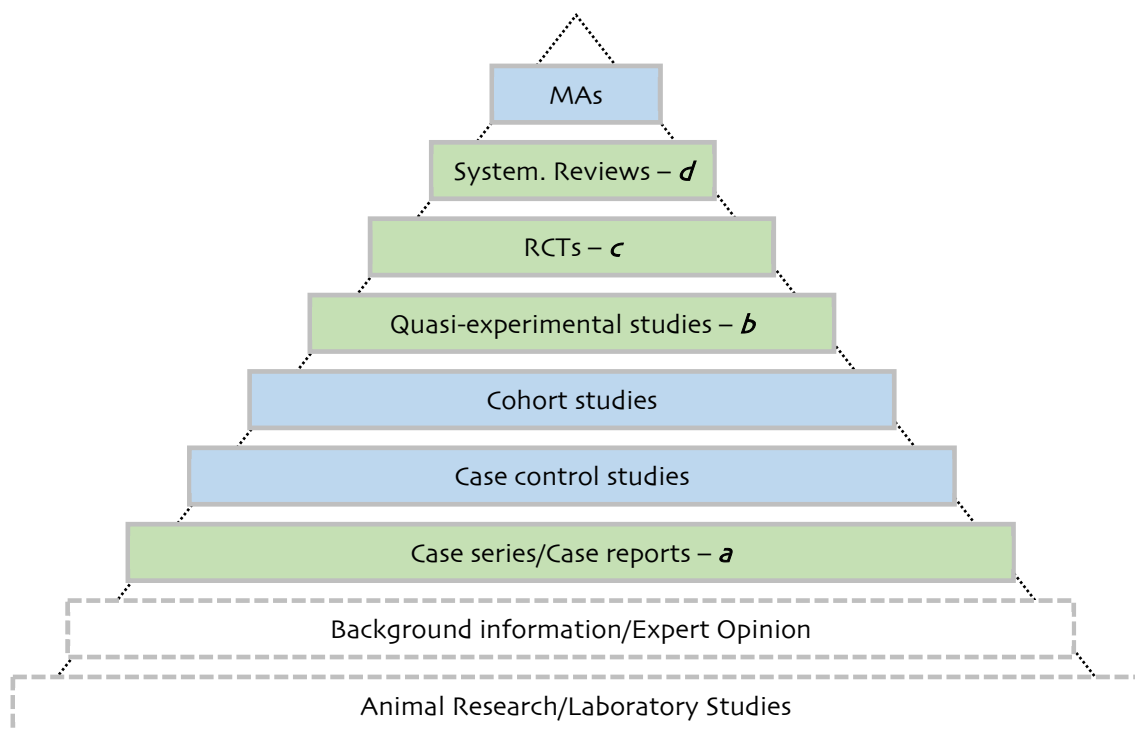 MAs
System. Reviews – d
RCTs – c
Quasi-experimental studies – b
Cohort studies
Case control studies
Case series/Case reports – a
Background information/Expert Opinion
Animal Research/Laboratory Studies